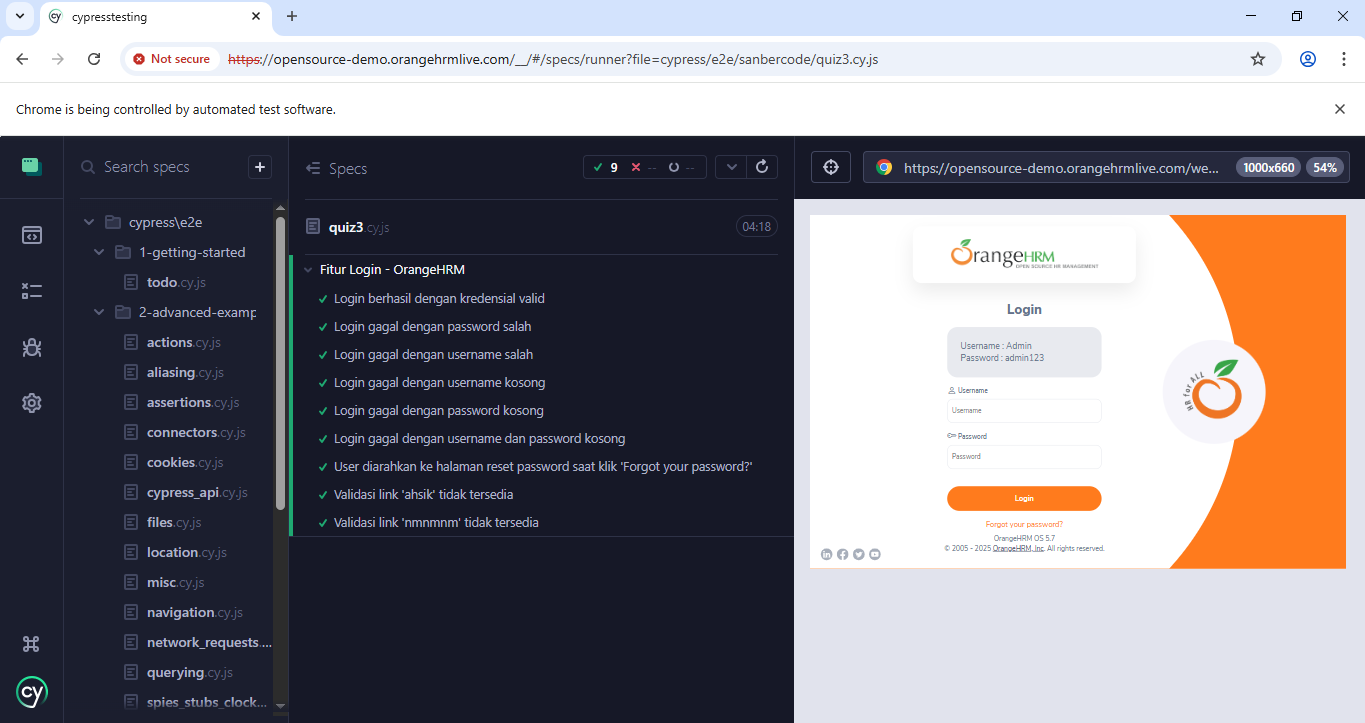 cypresstesting
Not secure https://opensource-demo.orangehrmlive.com/__/#/specs/runner?file=cypress/e2e/sanbercode/quiz3.cy.js
Chrome is being controlled by automated test software.
Search specs
+
cypress\e2e
1-getting-started
todo.cy.js
2-advanced-examp
actions.cy.js
aliasing.cy.js
assertions.cy.js
connectors.cy.js
cookies.cy.js
cypress_api.cy.js
files.cy.js
location.cy.js
misc.cy.js
navigation.cy.js
network_requests....
querying.cy.js
spies_stubs_clock...
cy
Specs
9 -- --
quiz3.cy.js 04:18
Fitur Login - OrangeHRM
Login berhasil dengan kredensial valid
Login gagal dengan password salah
Login gagal dengan username salah
Login gagal dengan username kosong
Login gagal dengan password kosong
Login gagal dengan username dan password kosong
User diarahkan ke halaman reset password saat klik 'Forgot your password?'
Validasi link 'ahsik' tidak tersedia
Validasi link 'nmnmnm' tidak tersedia
https://opensource-demo.orangehrmlive.com/we... 1000x660 54%
OrangeHRM
OPEN SOURCE HR MANAGEMENT
Login
Username : Admin
Password : admin123
Username
Username
Password
Password
Login
Forgot your password?
OrangeHRM OS 5.7
© 2005 - 2025 OrangeHRM, Inc. All rights reserved.
HR for ALL